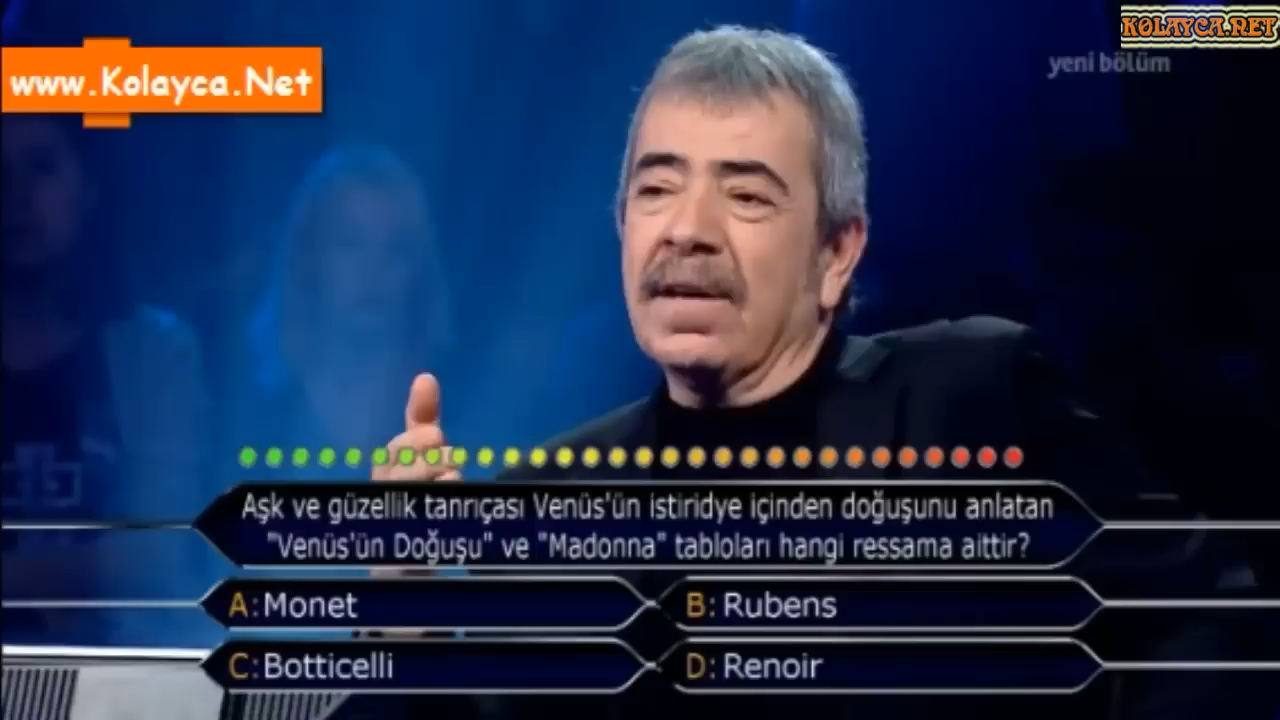 KOLAYCA.NET
www.Kolayca.Net
yeni bölüm
Aşk ve güzellik tanrıçası Venüs'ün istiridye içinden doğuşunu anlatan
"Venüs'ün Doğuşu" ve "Madonna" tabloları hangi ressama aittir?
A: Monet
B: Rubens
C: Botticelli
D: Renoir